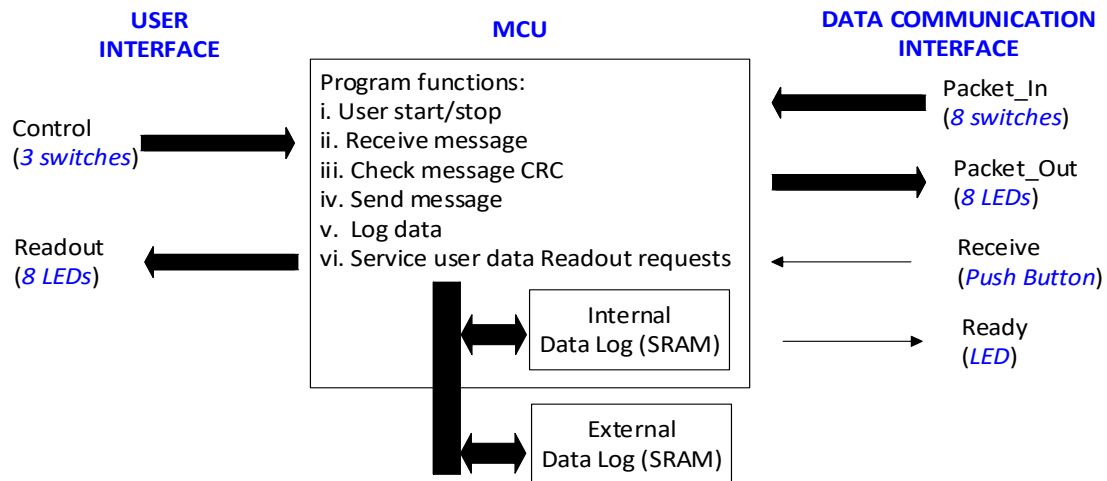 USER
INTERFACE
MCU
DATA COMMUNICATION
INTERFACE
Control
(3 switches)
Readout
(8 LEDs)
Program functions:
i. User start/stop
ii. Receive message
iii. Check message CRC
iv. Send message
v. Log data
vi. Service user data Readout requests
Internal
Data Log (SRAM)
External
Data Log (SRAM)
Packet_In
(8 switches)
Packet_Out
(8 LEDs)
Receive
(Push Button)
Ready
(LED)